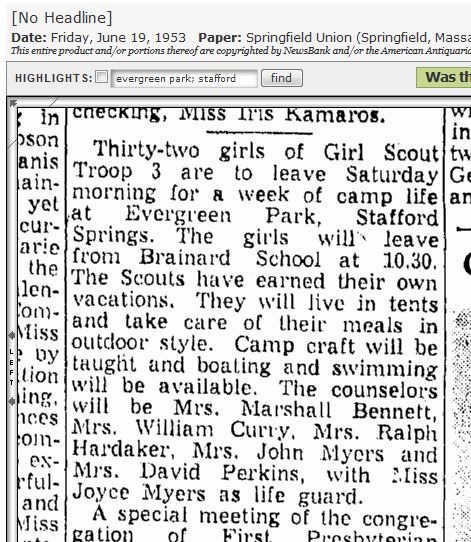 [No Headline]
Date: Friday, June 19, 1953 Paper: Springfield Union (Springfield, Massa
This entire product and/or portions thereof are copyrighted by NewsBank and/or the American Antiquari
HIGHLIGHTS: evergreen park; stafford find Was th
checking, Miss Iris Kamaros.
Thirty-two girls of Girl Scout
Troop 3 are to leave Saturday
morning for a week of camp life
at Evergreen Park, Stafford
Springs. The girls will leave
from Brainard School at 10.30.
The Scouts have earned their own
vacations. They will live in tents
and take care of their meals in
outdoor style. Camp craft will be
taught and boating and swimming
will be available. The counselors
will be Mrs. Marshall Bennett,
Mrs. William Curry, Mrs. Ralph
Hardaker, Mrs. John Myers and
Mrs. David Perkins, with Miss
Joyce Myers as life guard.
A special meeting of the congre-
gation of First Presbyterian
LEFT